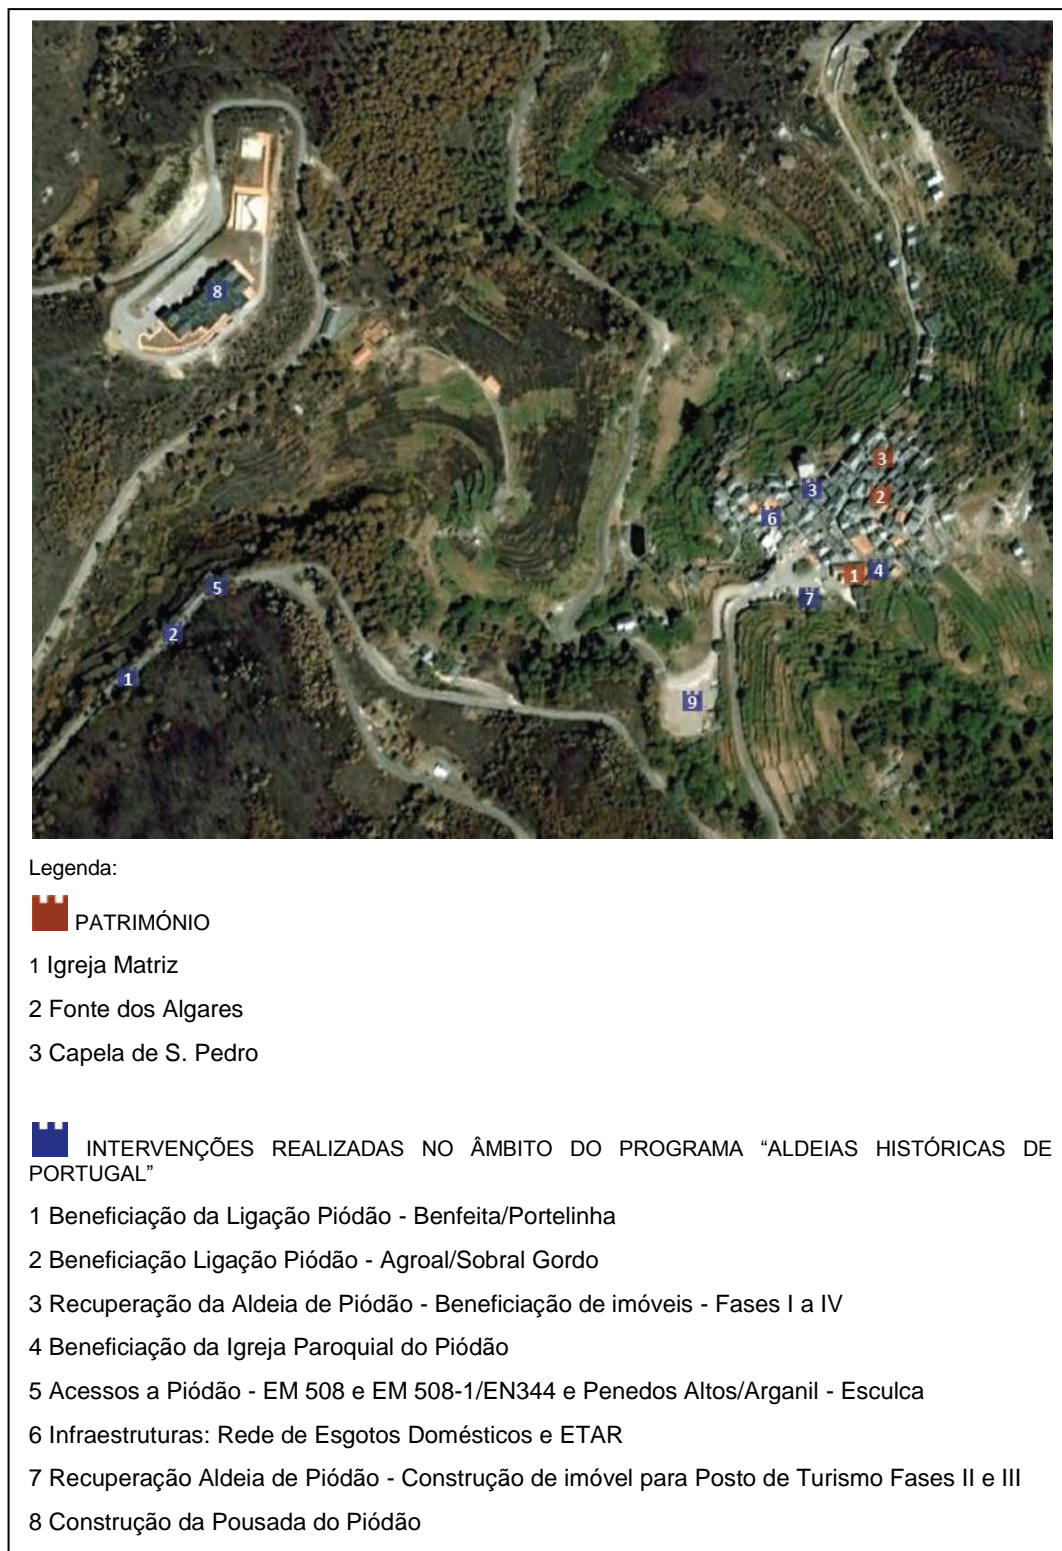 8
3
3
2
6
4
1
7
5
2
1
9
Legenda:
PATRIMÓNIO
1 Igreja Matriz
2 Fonte dos Algares
3 Capela de S. Pedro
INTERVENÇÕES REALIZADAS NO ÂMBITO DO PROGRAMA “ALDEIAS HISTÓRICAS DE
PORTUGAL”
1 Beneficiação da Ligação Piódão - Benfeita/Portelinha
2 Beneficiação Ligação Piódão - Agroal/Sobral Gordo
3 Recuperação da Aldeia de Piódão - Beneficiação de imóveis - Fases I a IV
4 Beneficiação da Igreja Paroquial do Piódão
5 Acessos a Piódão - EM 508 e EM 508-1/EN344 e Penedos Altos/Arganil - Esculca
6 Infraestruturas: Rede de Esgotos Domésticos e ETAR
7 Recuperação Aldeia de Piódão - Construção de imóvel para Posto de Turismo Fases II e III
8 Construção da Pousada do Piódão